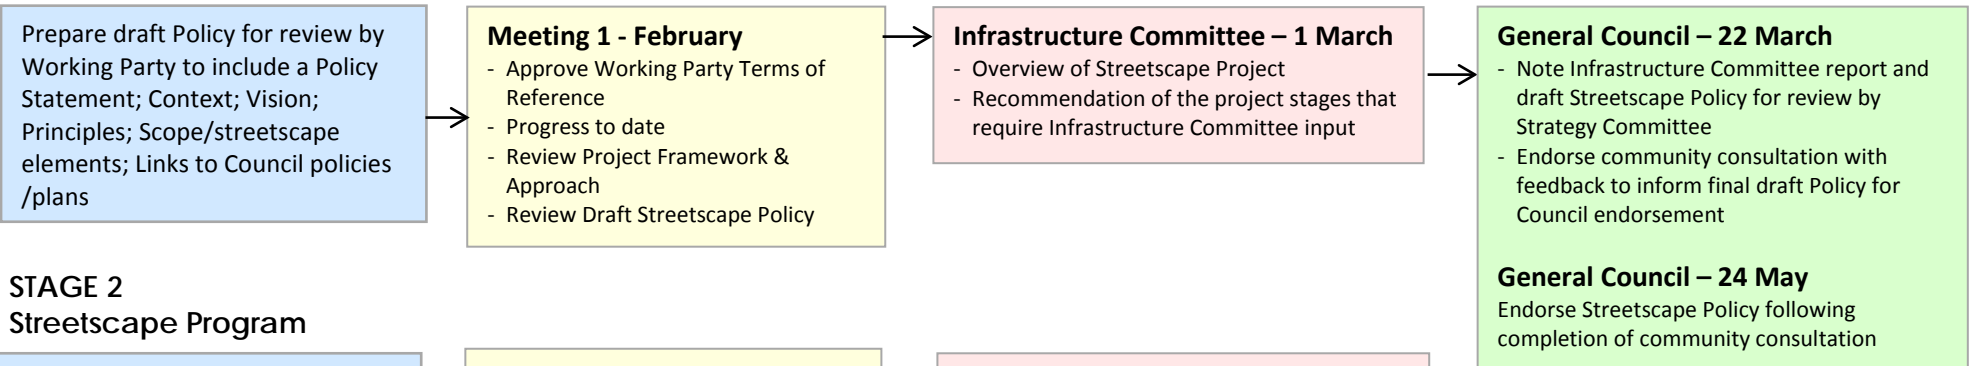 Prepare draft Policy for review by
Working Party to include a Policy
Statement; Context; Vision;
Principles; Scope/streetscape
elements; Links to Council policies
/plans
Meeting 1 - February
- Approve Working Party Terms of
Reference
- Progress to date
- Review Project Framework &
Approach
- Review Draft Streetscape Policy
Infrastructure Committee – 1 March
- Overview of Streetscape Project
- Recommendation of the project stages that
require Infrastructure Committee input
General Council – 22 March
- Note Infrastructure Committee report and
draft Streetscape Policy for review by
Strategy Committee
- Endorse community consultation with
feedback to inform final draft Policy for
Council endorsement
General Council – 24 May
Endorse Streetscape Policy following
completion of community consultation
STAGE 2
Streetscape Program